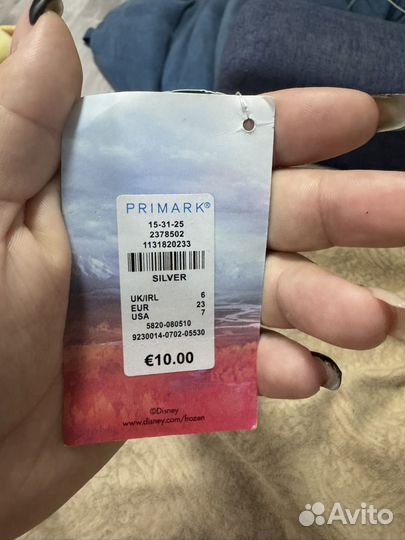 PRIMARK®
15-31-25
2378502
1131820233
SILVER
UK/IRL 6
EUR 23
USA 7
5820-080510
9230014-0702-05530
€10.00
©Disney
www.disney.com/frozen
Avito